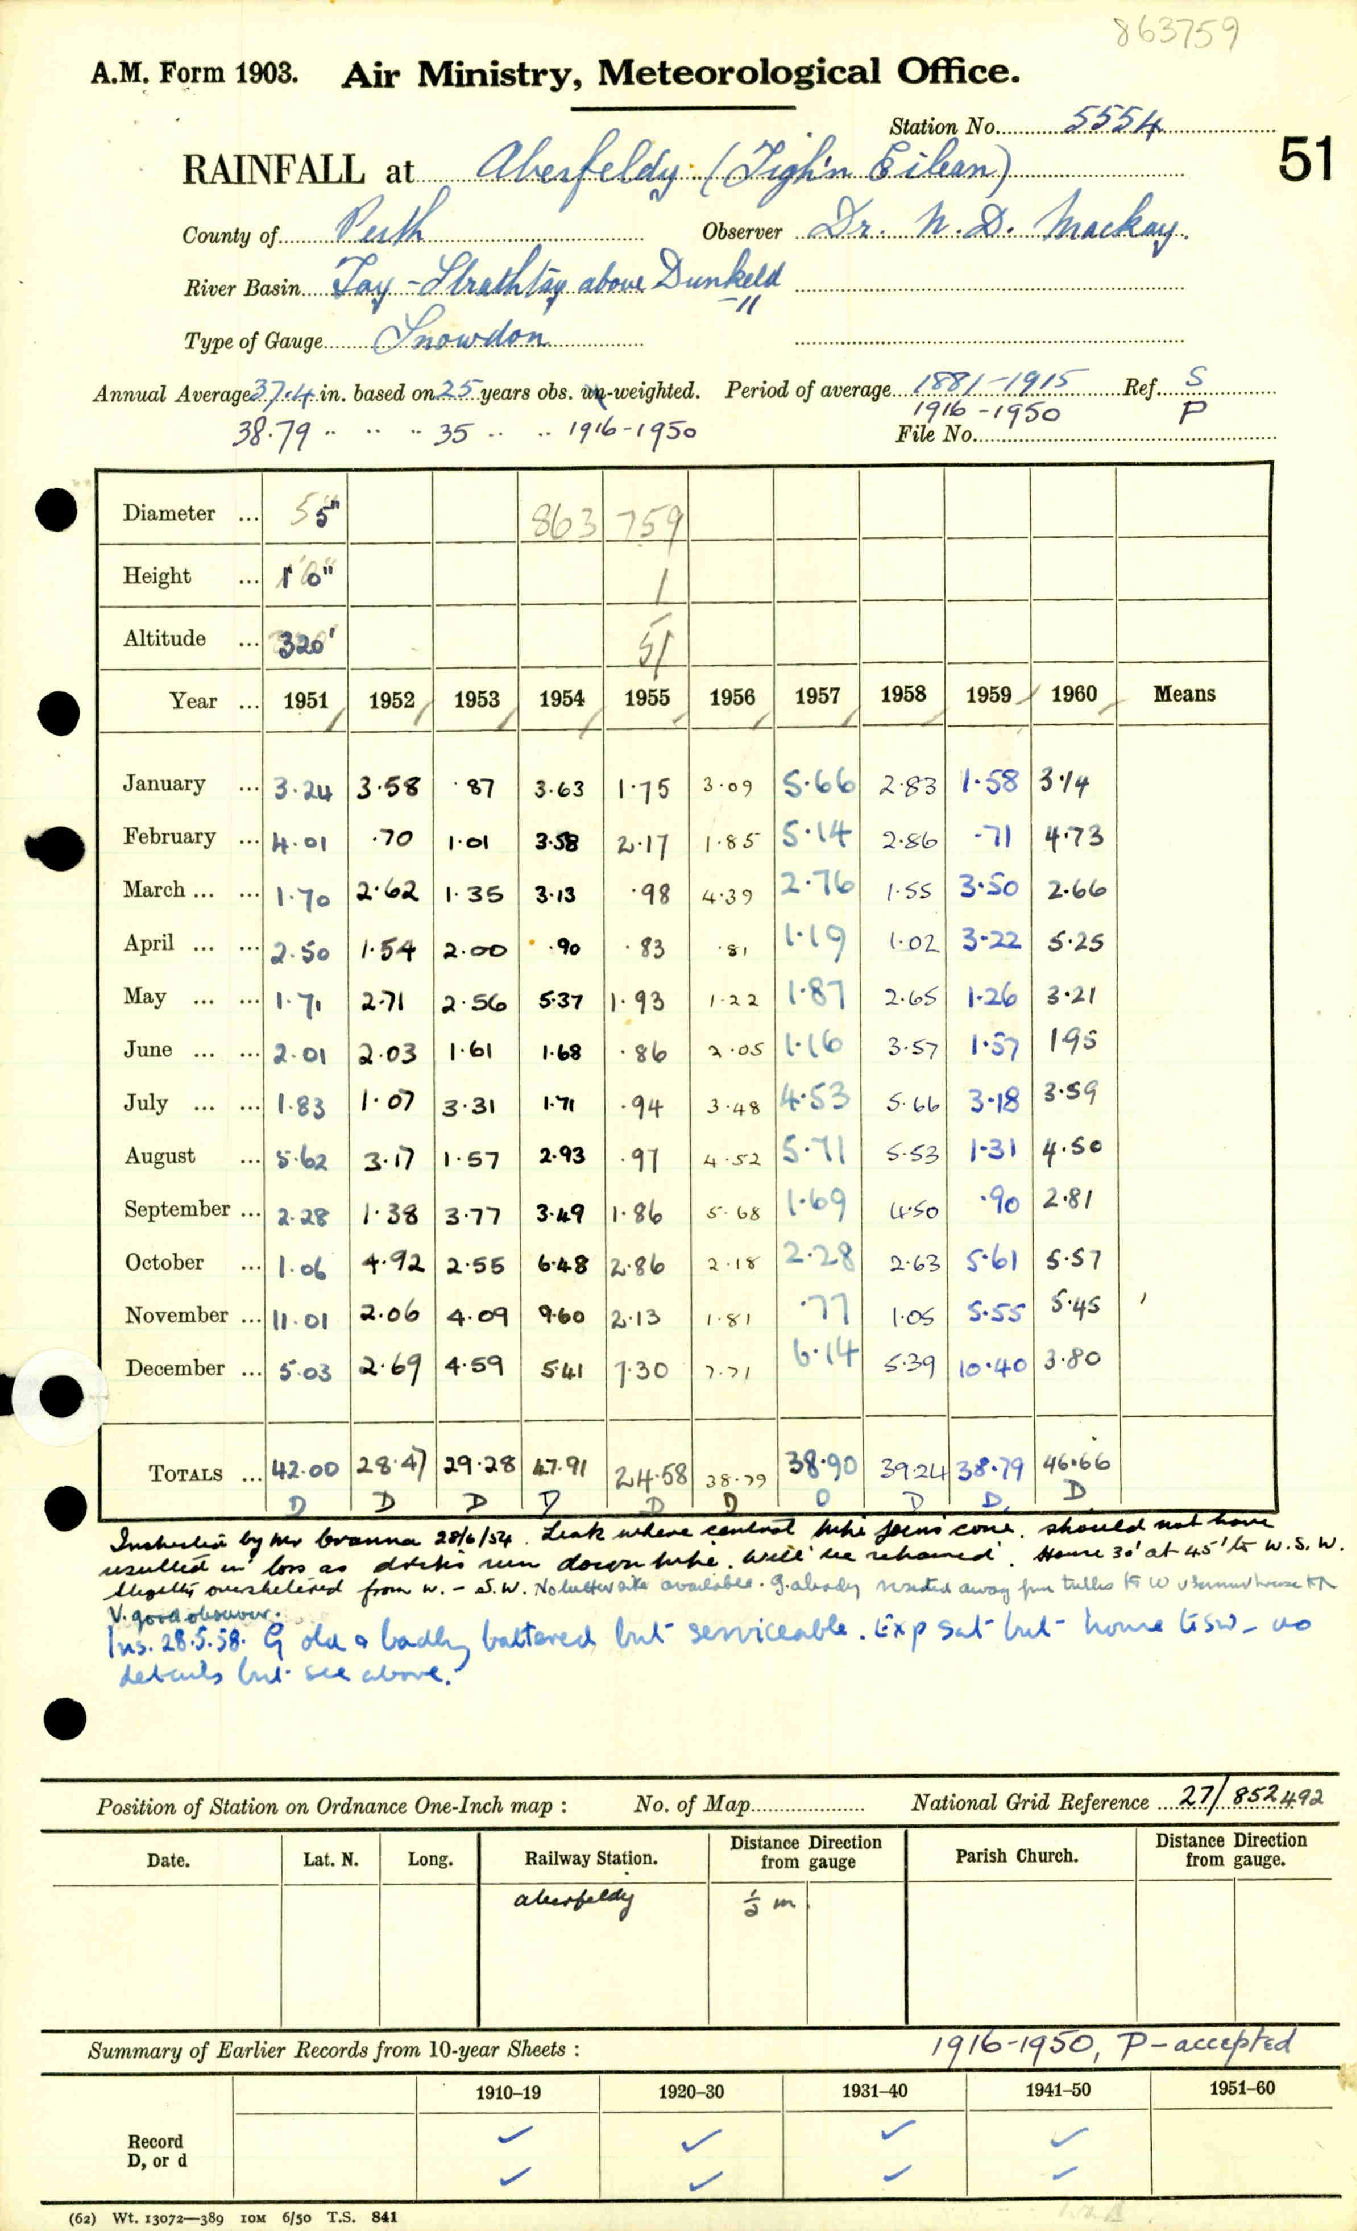 863759
A.M. Form 1903. Air Ministry, Meteorological Office.
Station No. 5554
RAINFALL at Aberfeldy (Tigh'n Eilean) 51
County of Perth Observer Dr. N. D. Mackay.
River Basin Tay - Strathtay above Dunkeld
-"
Type of Gauge Snowdon
Annual Average 37.4 in. based on 25 years obs. un-weighted. Period of average 1881-1915 Ref. S
38.79 " " " 35 " " 1916-1950 1916-1950 P
File No.
Diameter ... 5 5" 863 759
Height ... 1'0" 1
Altitude ... 320' 51
Year ... 1951 1952 1953 1954 1955 1956 1957 1958 1959 1960 Means
January ... 3.24 3.58 .87 3.63 1.75 3.09 5.66 2.83 1.58 3.14
February ... 4.01 .70 1.01 3.58 2.17 1.85 5.14 2.86 .71 4.73
March ... ... 1.70 2.62 1.35 3.13 .98 4.39 2.76 1.55 3.50 2.66
April ... ... 2.50 1.54 2.00 .90 .83 .81 1.19 1.02 3.22 5.25
May ... ... 1.71 2.71 2.56 5.37 1.93 1.22 1.87 2.65 1.26 3.21
June ... ... 2.01 2.03 1.61 1.68 .86 2.05 1.16 3.57 1.57 195
July ... ... 1.83 1.07 3.31 1.71 .94 3.48 4.53 5.66 3.18 3.59
August ... 5.62 3.17 1.57 2.93 .97 4.52 5.71 5.53 1.31 4.50
September ... 2.28 1.38 3.77 3.49 1.86 5.68 1.69 4.50 .90 2.81
October ... 1.06 4.92 2.55 6.48 2.86 2.18 2.28 2.63 5.61 5.57
November ... 11.01 2.06 4.09 9.60 2.13 1.81 .77 1.05 5.55 5.45
December ... 5.03 2.69 4.59 5.41 7.30 7.71 6.14 5.39 10.40 3.80
TOTALS ... 42.00 28.47 29.28 47.91 24.58 38.79 38.90 39.24 38.79 46.66
D D D D D D D D D. D
Inspected by Mr 28/6/54. Leak where central tube joins cone. should not have
resulted in loss as drips run down tube. Will be repaired. House 30' at 45' to W.S.W.
Slightly oversheltered from W. - S.W. No better site available. G. already moved away from
V. good observer.
Ins. 28.5.58. G old & badly battered but serviceable. Exp sat but house to SW - no
details but see above.
Position of Station on Ordnance One-Inch map : No. of Map National Grid Reference 27/852492
Date. Lat. N. Long. Railway Station. Distance Direction from gauge Parish Church. Distance Direction from gauge.
Aberfeldy ½ m.
Summary of Earlier Records from 10-year Sheets : 1916-1950, P-accepted
1910–19 1920–30 1931–40 1941–50 1951–60
Record ✓ ✓ ✓ ✓
D, or d ✓ ✓ ✓ ✓
(62) Wt. 13072—389 10M 6/50 T.S. 841